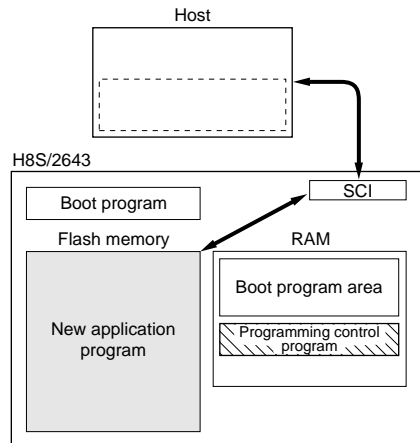 Host
H8S/2643
SCI
Boot program
Flash memory
RAM
Boot program area
New application
program
Programming control
program